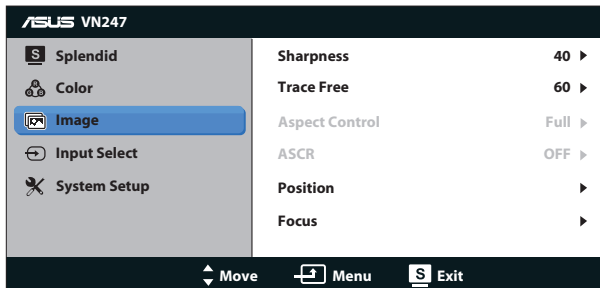 ASUS VN247
S Splendid
Color
Image
Input Select
System Setup
Sharpness 40
Trace Free 60
Aspect Control Full
ASCR OFF
Position
Focus
Move Menu S Exit